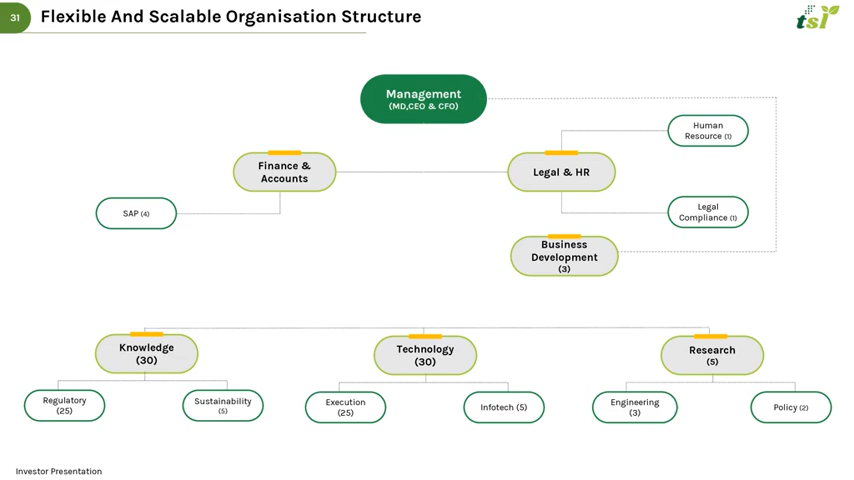 31
Flexible And Scalable Organisation Structure
tsl
Management
(MD,CEO & CFO)
Human
Resource (1)
Finance &
Accounts
Legal & HR
SAP (4)
Legal
Compliance (1)
Business
Development
(3)
Knowledge
(30)
Technology
(30)
Research
(5)
Regulatory
(25)
Sustainability
(5)
Execution
(25)
Infotech (5)
Engineering
(3)
Policy (2)
Investor Presentation